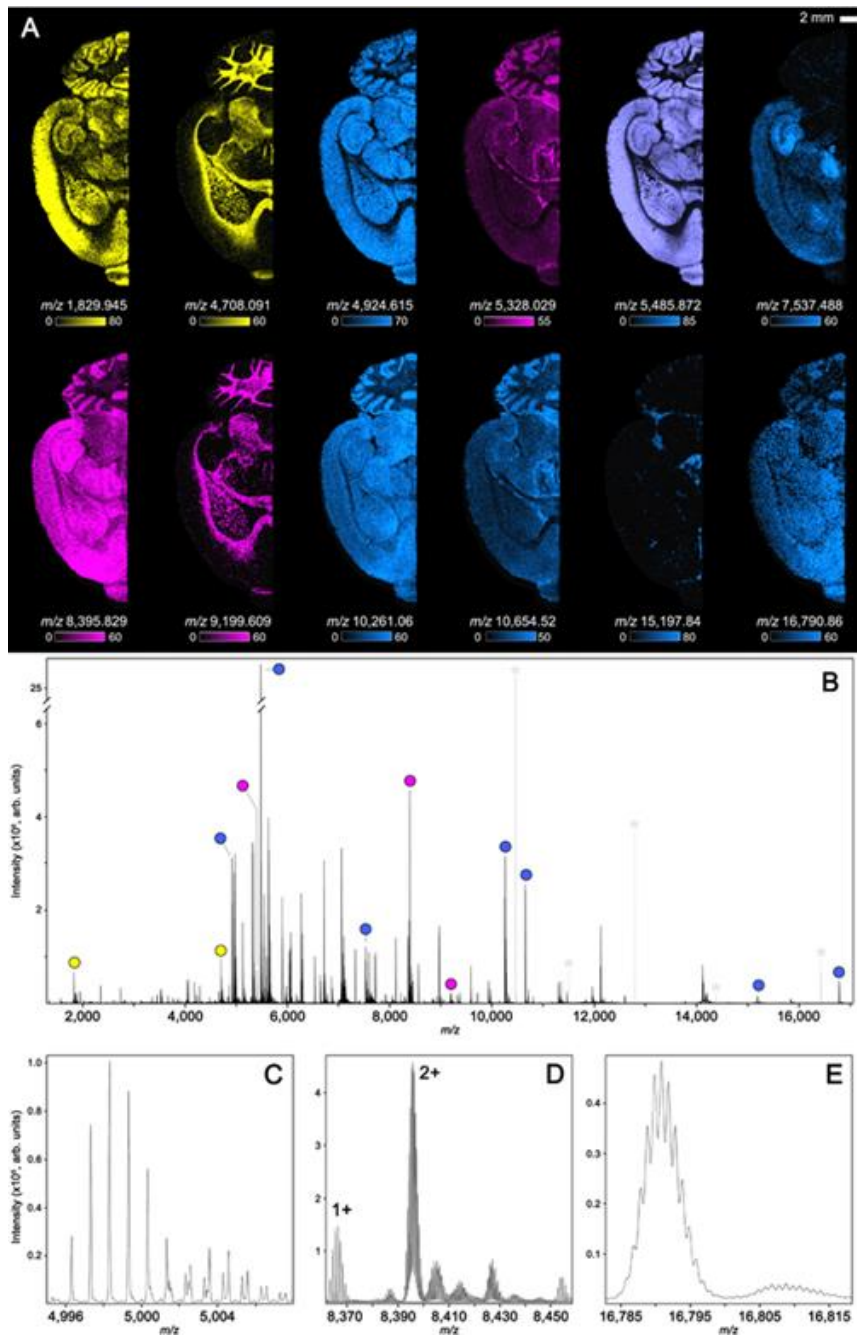 A
2 mm
m/z 1,829.945 m/z 4,708.091 m/z 4,924.615 m/z 5,328.029 m/z 5,485.872 m/z 7,537.488
0 80 0 60 0 70 0 55 0 85 0 60
m/z 8,395.829 m/z 9,199.609 m/z 10,261.06 m/z 10,654.52 m/z 15,197.84 m/z 16,790.86
0 60 0 60 0 60 0 50 0 80 0 60
B
Intensity (x10⁶, arb. units)
25
6
4
2
2,000 4,000 6,000 8,000 10,000 12,000 14,000 16,000
m/z
C
Intensity (x10⁶, arb. units)
1.0
0.8
0.6
0.4
0.2
4,996 5,000 5,004
m/z
D
2+
1+
4
3
2
1
8,370 8,390 8,410 8,430 8,450
m/z
E
0.4
0.3
0.2
0.1
16,785 16,795 16,805 16,815
m/z